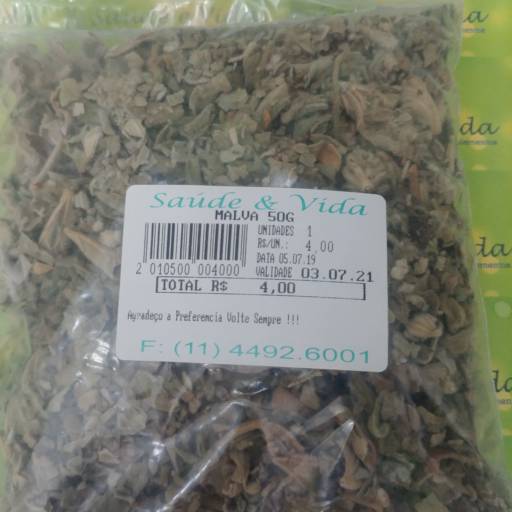 Saúde & Vida
MALVA 50G
UNIDADES 1
R$/UN.: 4,00
DATA 05.07.19
2 010500 004000 VALIDADE 03.07.21
TOTAL R$ 4,00
Agradeço a Preferencia Volte Sempre !!!
F: (11) 4492.6001